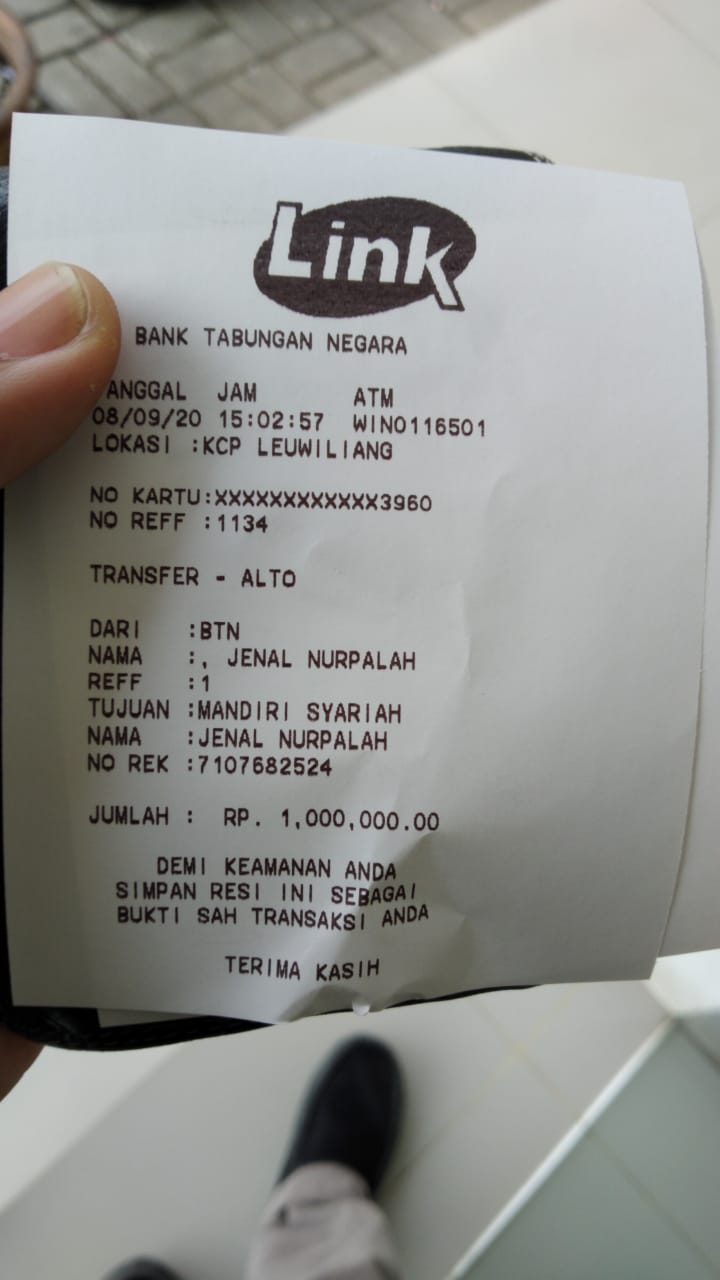 Link
BANK TABUNGAN NEGARA
TANGGAL JAM ATM
08/09/20 15:02:57 WIN0116501
LOKASI :KCP LEUWILIANG
NO KARTU:XXXXXXXXXXXX3960
NO REFF :1134
TRANSFER - ALTO
DARI :BTN
NAMA :, JENAL NURPALAH
REFF :1
TUJUAN :MANDIRI SYARIAH
NAMA :JENAL NURPALAH
NO REK :7107682524
JUMLAH : RP. 1,000,000.00
DEMI KEAMANAN ANDA
SIMPAN RESI INI SEBAGAI
BUKTI SAH TRANSAKSI ANDA
TERIMA KASIH